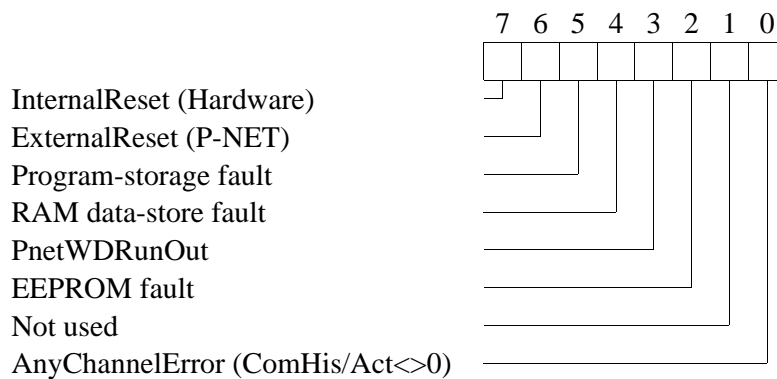 7 6 5 4 3 2 1 0
InternalReset (Hardware)
ExternalReset (P-NET)
Program-storage fault
RAM data-store fault
PnetWDRunOut
EEPROM fault
Not used
AnyChannelError (ComHis/Act<>0)